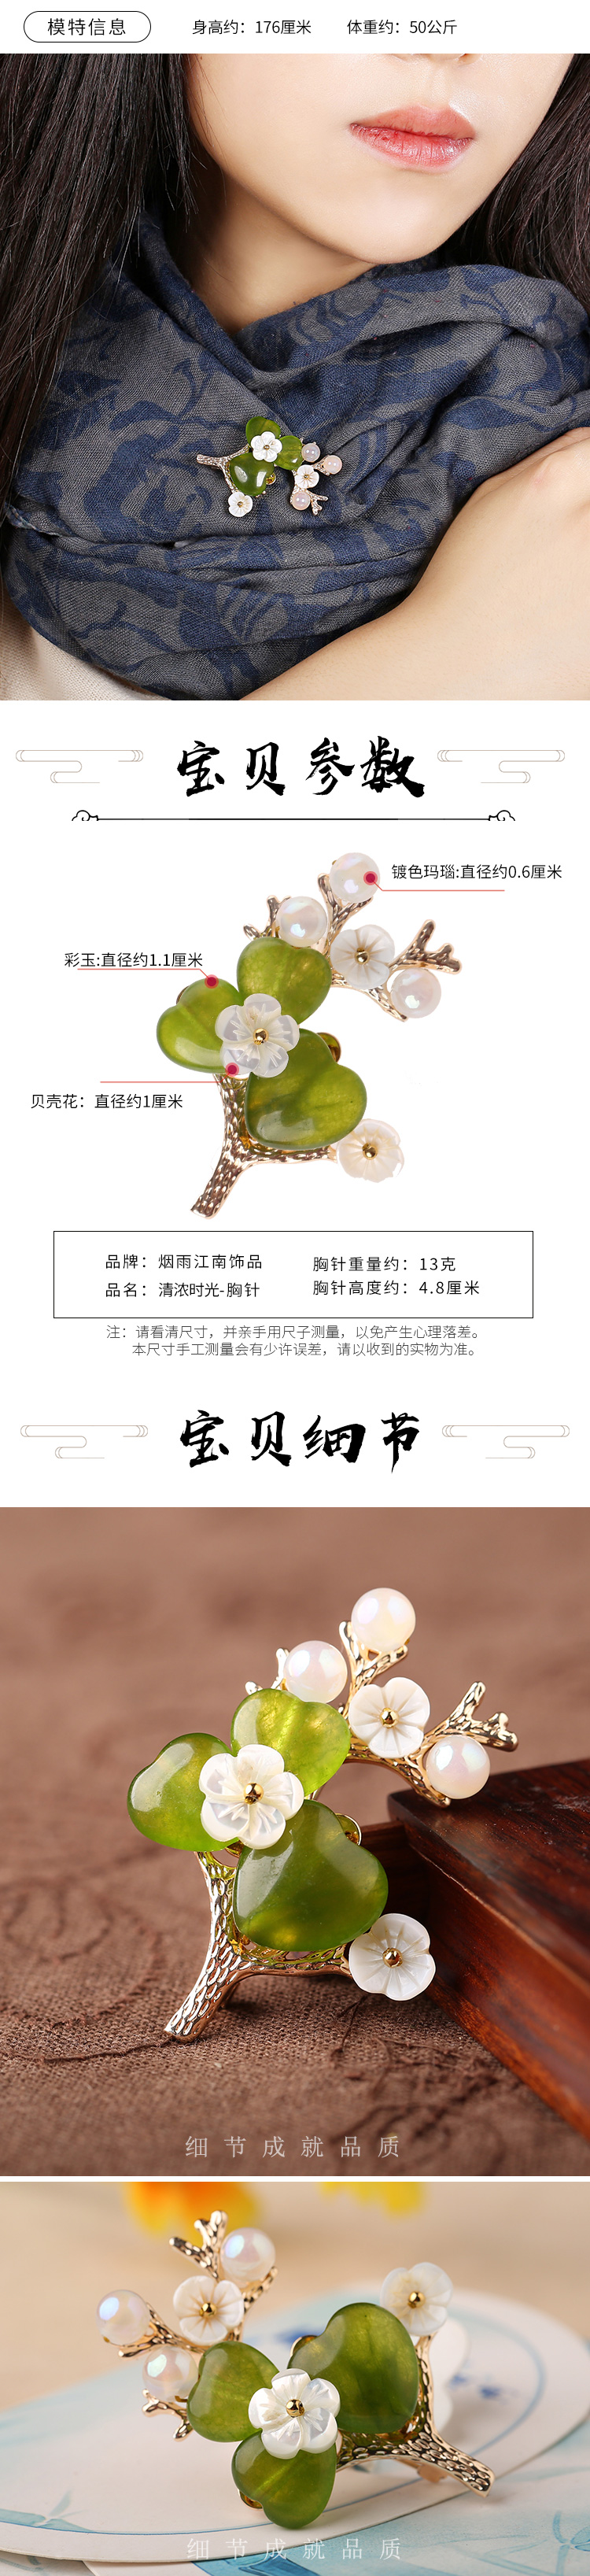 模特信息
身高约：176厘米
体重约：50公斤
宝贝参数
镀色玛瑙:直径约0.6厘米
彩玉:直径约1.1厘米
贝壳花：直径约1厘米
品牌：烟雨江南饰品
胸针重量约：13克
品名：清浓时光-胸针
胸针高度约：4.8厘米
注：请看清尺寸，并亲手用尺子测量，以免产生心理落差。
本尺寸手工测量会有少许误差，请以收到的实物为准。
宝贝细节
细节成就品质
细节成就品质